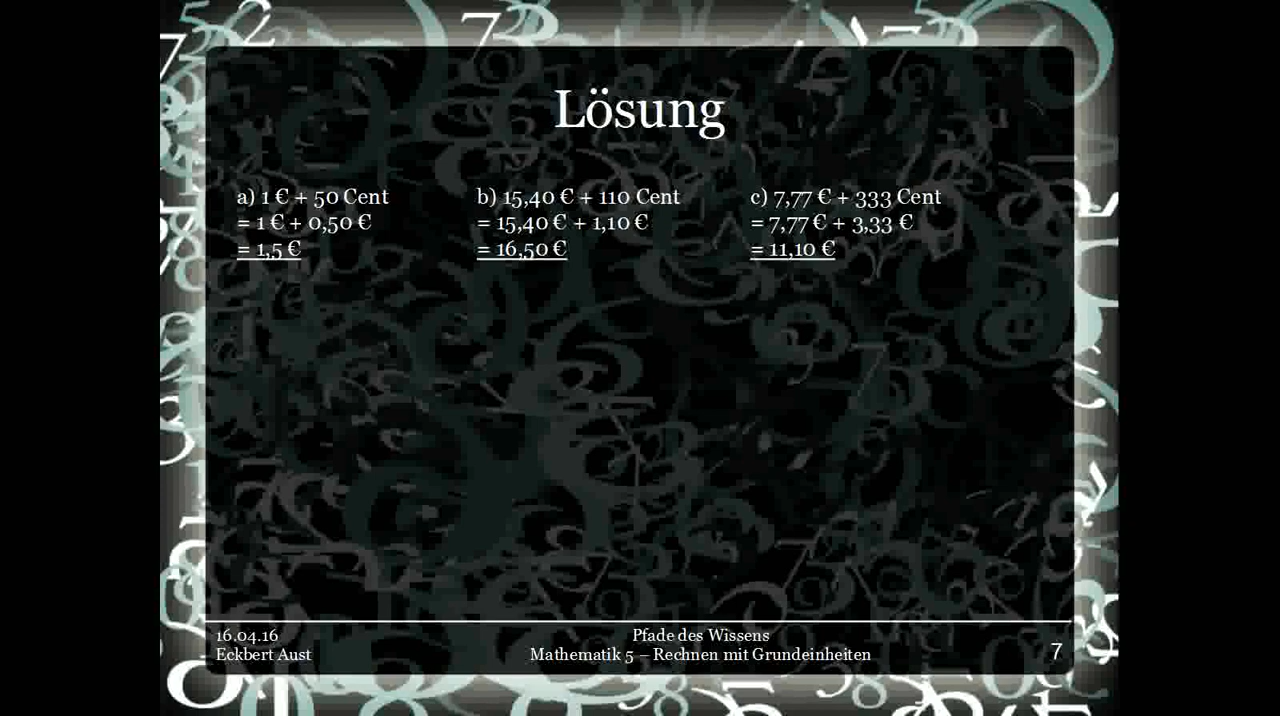 Lösung
a) 1 € + 50 Cent
= 1 € + 0,50 €
= 1,5 €
b) 15,40 € + 110 Cent
= 15,40 € + 1,10 €
= 16,50 €
c) 7,77 € + 333 Cent
= 7,77 € + 3,33 €
= 11,10 €
16.04.16
Eckbert Aust
Pfade des Wissens
Mathematik 5 – Rechnen mit Grundeinheiten
7